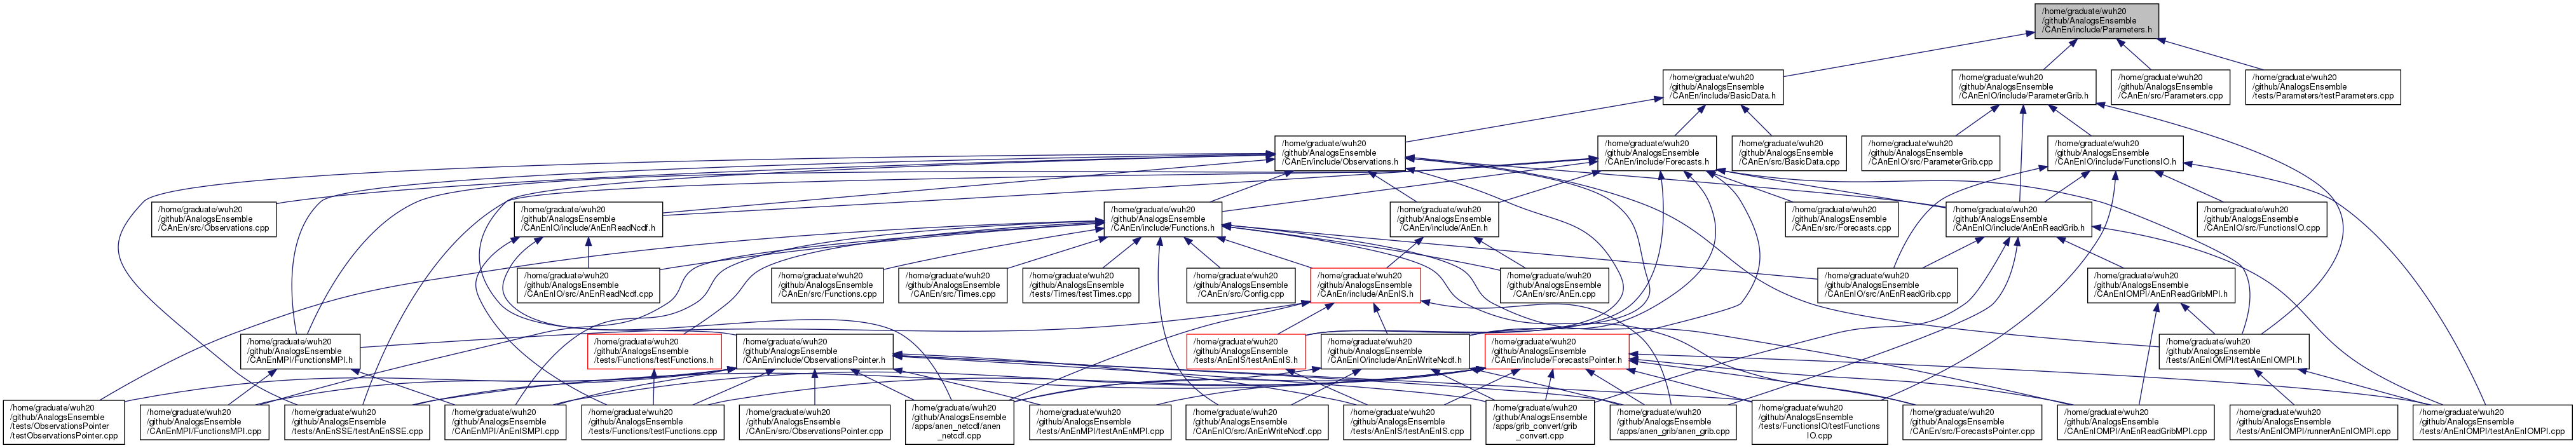 /home/graduate/wuh20
/github/AnalogsEnsemble
/CAnEn/include/Parameters.h
/home/graduate/wuh20
/github/AnalogsEnsemble
/CAnEn/include/BasicData.h
/home/graduate/wuh20
/github/AnalogsEnsemble
/CAnEnIO/include/ParameterGrib.h
/home/graduate/wuh20
/github/AnalogsEnsemble
/CAnEn/src/Parameters.cpp
/home/graduate/wuh20
/github/AnalogsEnsemble
/tests/Parameters/testParameters.cpp
/home/graduate/wuh20
/github/AnalogsEnsemble
/CAnEn/include/Observations.h
/home/graduate/wuh20
/github/AnalogsEnsemble
/CAnEn/include/Forecasts.h
/home/graduate/wuh20
/github/AnalogsEnsemble
/CAnEn/src/BasicData.cpp
/home/graduate/wuh20
/github/AnalogsEnsemble
/CAnEnIO/src/ParameterGrib.cpp
/home/graduate/wuh20
/github/AnalogsEnsemble
/CAnEnIO/include/FunctionsIO.h
/home/graduate/wuh20
/github/AnalogsEnsemble
/CAnEn/src/Observations.cpp
/home/graduate/wuh20
/github/AnalogsEnsemble
/CAnEnIO/include/AnEnReadNcdf.h
/home/graduate/wuh20
/github/AnalogsEnsemble
/CAnEn/include/Functions.h
/home/graduate/wuh20
/github/AnalogsEnsemble
/CAnEn/include/AnEn.h
/home/graduate/wuh20
/github/AnalogsEnsemble
/CAnEn/src/Forecasts.cpp
/home/graduate/wuh20
/github/AnalogsEnsemble
/CAnEnIO/include/AnEnReadGrib.h
/home/graduate/wuh20
/github/AnalogsEnsemble
/CAnEnIO/src/FunctionsIO.cpp
/home/graduate/wuh20
/github/AnalogsEnsemble
/CAnEnIO/src/AnEnReadNcdf.cpp
/home/graduate/wuh20
/github/AnalogsEnsemble
/CAnEn/src/Functions.cpp
/home/graduate/wuh20
/github/AnalogsEnsemble
/CAnEn/src/Times.cpp
/home/graduate/wuh20
/github/AnalogsEnsemble
/tests/Times/testTimes.cpp
/home/graduate/wuh20
/github/AnalogsEnsemble
/CAnEn/src/Config.cpp
/home/graduate/wuh20
/github/AnalogsEnsemble
/CAnEn/include/AnEnIS.h
/home/graduate/wuh20
/github/AnalogsEnsemble
/CAnEn/src/AnEn.cpp
/home/graduate/wuh20
/github/AnalogsEnsemble
/CAnEnIO/src/AnEnReadGrib.cpp
/home/graduate/wuh20
/github/AnalogsEnsemble
/CAnEnIOMPI/AnEnReadGribMPI.h
/home/graduate/wuh20
/github/AnalogsEnsemble
/CAnEnMPI/FunctionsMPI.h
/home/graduate/wuh20
/github/AnalogsEnsemble
/tests/Functions/testFunctions.h
/home/graduate/wuh20
/github/AnalogsEnsemble
/CAnEn/include/ObservationsPointer.h
/home/graduate/wuh20
/github/AnalogsEnsemble
/tests/AnEnIS/testAnEnIS.h
/home/graduate/wuh20
/github/AnalogsEnsemble
/CAnEnIO/include/AnEnWriteNcdf.h
/home/graduate/wuh20
/github/AnalogsEnsemble
/CAnEn/include/ForecastsPointer.h
/home/graduate/wuh20
/github/AnalogsEnsemble
/tests/AnEnIOMPI/testAnEnIOMPI.h
/home/graduate/wuh20
/github/AnalogsEnsemble
/tests/ObservationsPointer
/testObservationsPointer.cpp
/home/graduate/wuh20
/github/AnalogsEnsemble
/CAnEnMPI/FunctionsMPI.cpp
/home/graduate/wuh20
/github/AnalogsEnsemble
/tests/AnEnSSE/testAnEnSSE.cpp
/home/graduate/wuh20
/github/AnalogsEnsemble
/CAnEnMPI/AnEnISMPI.cpp
/home/graduate/wuh20
/github/AnalogsEnsemble
/tests/Functions/testFunctions.cpp
/home/graduate/wuh20
/github/AnalogsEnsemble
/CAnEn/src/ObservationsPointer.cpp
/home/graduate/wuh20
/github/AnalogsEnsemble
/apps/anen_netcdf/anen
_netcdf.cpp
/home/graduate/wuh20
/github/AnalogsEnsemble
/tests/AnEnMPI/testAnEnMPI.cpp
/home/graduate/wuh20
/github/AnalogsEnsemble
/CAnEnIO/src/AnEnWriteNcdf.cpp
/home/graduate/wuh20
/github/AnalogsEnsemble
/tests/AnEnIS/testAnEnIS.cpp
/home/graduate/wuh20
/github/AnalogsEnsemble
/apps/grib_convert/grib
_convert.cpp
/home/graduate/wuh20
/github/AnalogsEnsemble
/apps/anen_grib/anen_grib.cpp
/home/graduate/wuh20
/github/AnalogsEnsemble
/tests/FunctionsIO/testFunctions
IO.cpp
/home/graduate/wuh20
/github/AnalogsEnsemble
/CAnEn/src/ForecastsPointer.cpp
/home/graduate/wuh20
/github/AnalogsEnsemble
/CAnEnIOMPI/AnEnReadGribMPI.cpp
/home/graduate/wuh20
/github/AnalogsEnsemble
/tests/AnEnIOMPI/runnerAnEnIOMPI.cpp
/home/graduate/wuh20
/github/AnalogsEnsemble
/tests/AnEnIOMPI/testAnEnIOMPI.cpp